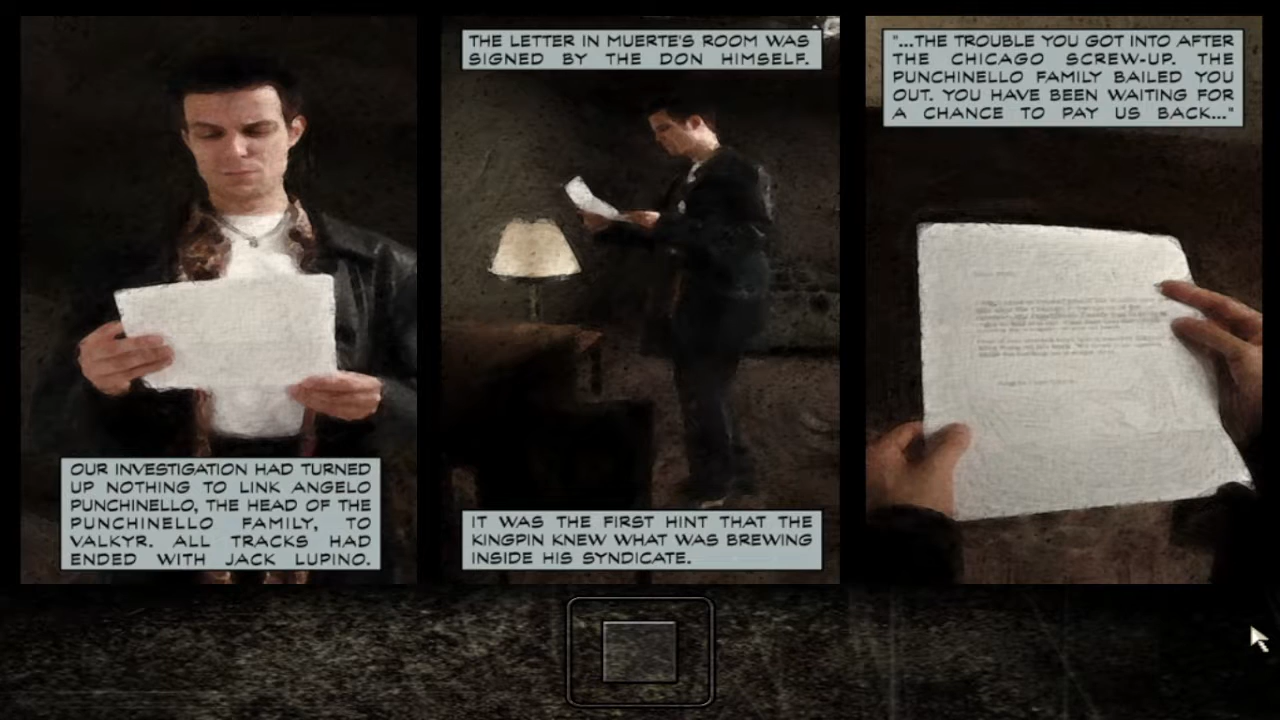 OUR INVESTIGATION HAD TURNED
UP NOTHING TO LINK ANGELO
PUNCHINELLO, THE HEAD OF THE
PUNCHINELLO FAMILY, TO
VALKYR. ALL TRACKS HAD
ENDED WITH JACK LUPINO.
THE LETTER IN MUERTE'S ROOM WAS
SIGNED BY THE DON HIMSELF.
IT WAS THE FIRST HINT THAT THE
KINGPIN KNEW WHAT WAS BREWING
INSIDE HIS SYNDICATE.
"...THE TROUBLE YOU GOT INTO AFTER
THE CHICAGO SCREW-UP. THE
PUNCHINELLO FAMILY BAILED YOU
OUT. YOU HAVE BEEN WAITING FOR
A CHANCE TO PAY US BACK..."